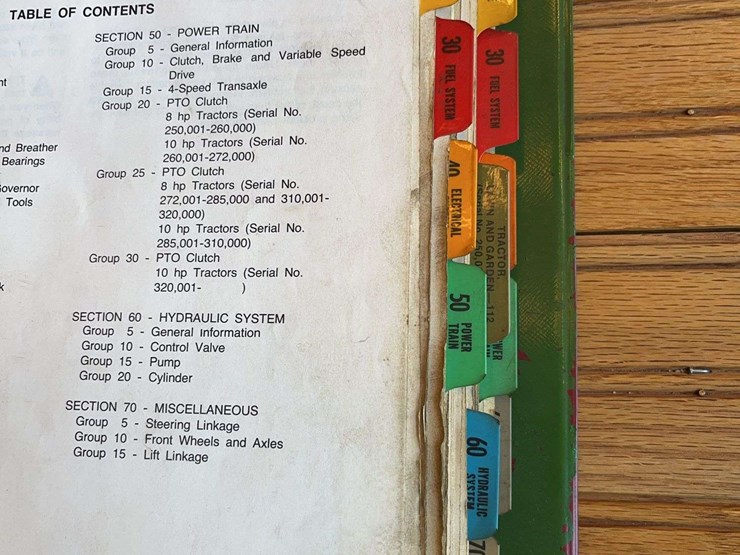 TABLE OF CONTENTS
nd Breather
Bearings
overnor
Tools
SECTION 50 - POWER TRAIN
Group 5 - General Information
Group 10 - Clutch, Brake and Variable Speed
Drive
Group 15 - 4-Speed Transaxle
Group 20 - PTO Clutch
8 hp Tractors (Serial No.
250,001-260,000)
10 hp Tractors (Serial No.
260,001-272,000)
Group 25 - PTO Clutch
8 hp Tractors (Serial No.
272,001-285,000 and 310,001-
320,000)
10 hp Tractors (Serial No.
285,001-310,000)
Group 30 - PTO Clutch
10 hp Tractors (Serial No.
320,001- )
SECTION 60 - HYDRAULIC SYSTEM
Group 5 - General Information
Group 10 - Control Valve
Group 15 - Pump
Group 20 - Cylinder
SECTION 70 - MISCELLANEOUS
Group 5 - Steering Linkage
Group 10 - Front Wheels and Axles
Group 15 - Lift Linkage
30 FUEL SYSTEM
30 FUEL SYSTEM
40 ELECTRICAL
TRACTOR,
AND GARDEN 112
50 POWER
TRAIN
WER
60 HYDRAULIC
SYSTEM